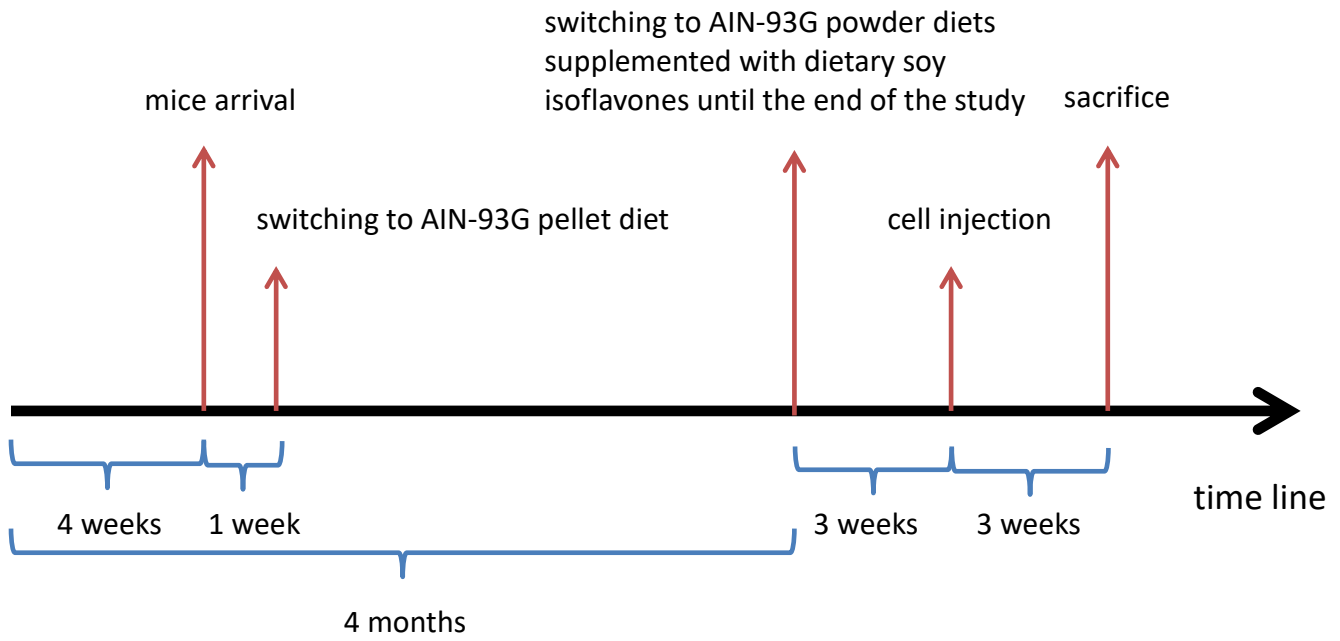 switching to AIN-93G powder diets
supplemented with dietary soy
isoflavones until the end of the study
mice arrival
sacrifice
switching to AIN-93G pellet diet
cell injection
time line
4 weeks
1 week
3 weeks
3 weeks
4 months